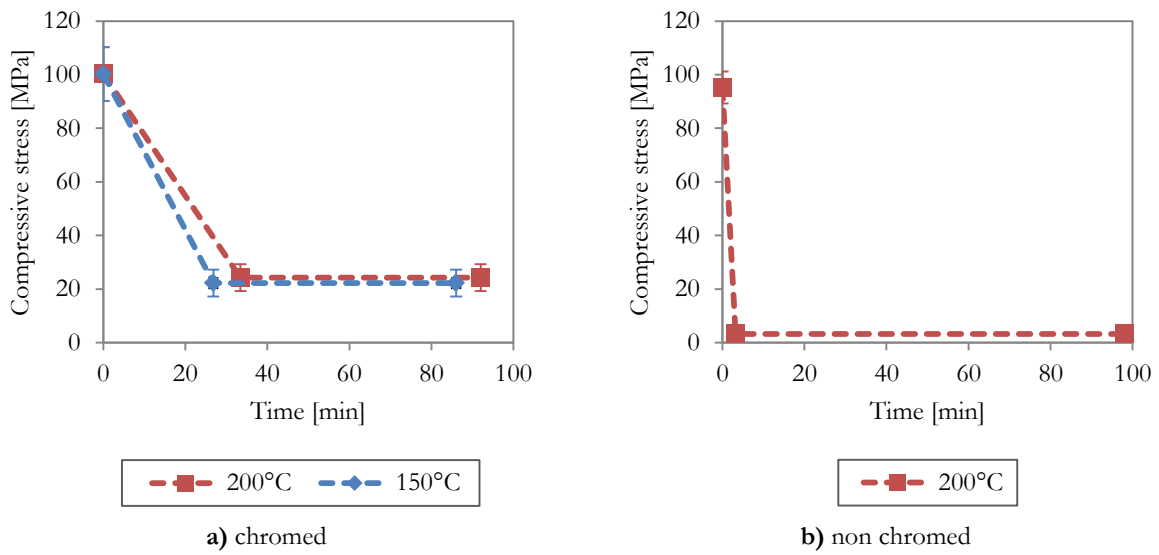 120
100
80
60
40
20
0
Compressive stress [MPa]
0 20 40 60 80 100
Time [min]
200°C 150°C
a) chromed
120
100
80
60
40
20
0
Compressive stress [MPa]
0 20 40 60 80 100
Time [min]
200°C
b) non chromed